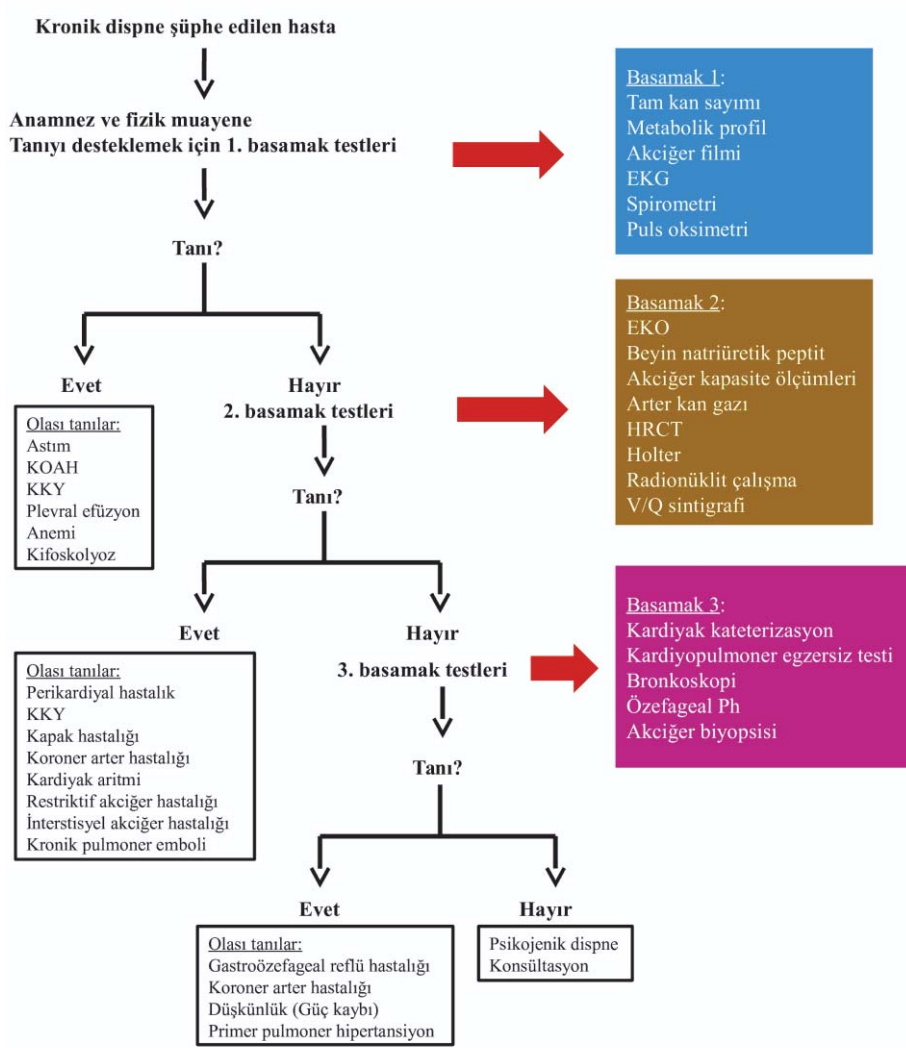 Kronik dispne şüphe edilen hasta
Anamnez ve fizik muayene
Tanıyı desteklemek için 1. basamak testleri
Basamak 1:
Tam kan sayımı
Metabolik profil
Akciğer filmi
EKG
Spirometri
Puls oksimetri
Tanı?
Evet
Olası tanılar:
Astım
KOAH
KKY
Plevral efüzyon
Anemi
Kifoskolyoz
Hayır
2. basamak testleri
Basamak 2:
EKO
Beyin natriüretik peptit
Akciğer kapasite ölçümleri
Arter kan gazı
HRCT
Holter
Radionüklit çalışma
V/Q sintigrafi
Tanı?
Evet
Olası tanılar:
Perikardiyal hastalık
KKY
Kapak hastalığı
Koroner arter hastalığı
Kardiyak aritmi
Restriktif akciğer hastalığı
İnterstisyel akciğer hastalığı
Kronik pulmoner emboli
Hayır
3. basamak testleri
Basamak 3:
Kardiyak kateterizasyon
Kardiyopulmoner egzersiz testi
Bronkoskopi
Özefageal Ph
Akciğer biyopsisi
Tanı?
Evet
Olası tanılar:
Gastroözefageal reflü hastalığı
Koroner arter hastalığı
Düşkünlük (Güç kaybı)
Primer pulmoner hipertansiyon
Hayır
Psikojenik dispne
Konsültasyon